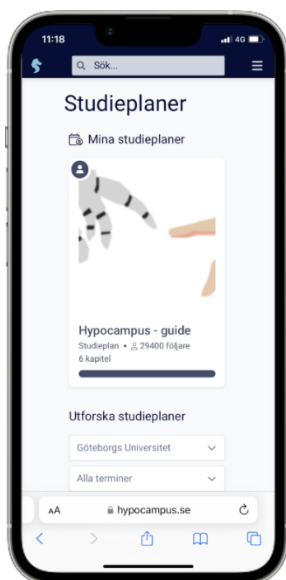 11:18
4G
Sök...
Studieplaner
Mina studieplaner
Hypocampus - guide
Studieplan • 29400 följare
6 kapitel
Utforska studieplaner
Göteborgs Universitet
Alla terminer
AA
hypocampus.se